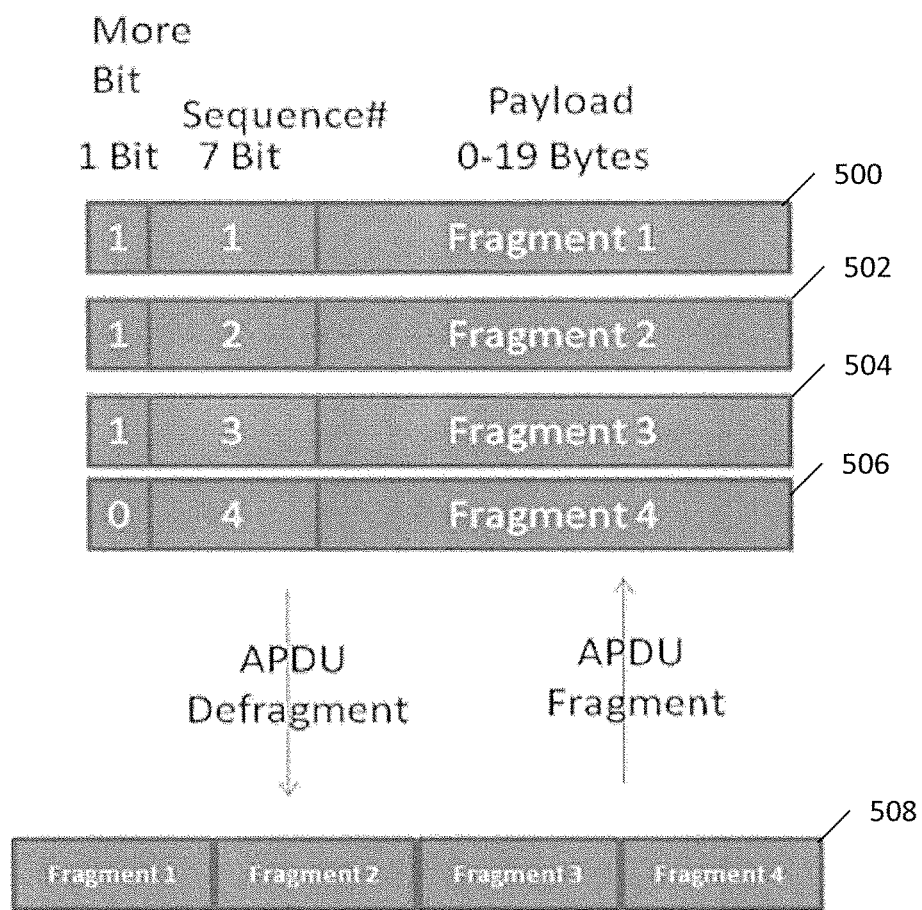 More
Bit
Sequence#
Payload
1 Bit 7 Bit 0-19 Bytes
500
1 1 Fragment 1
502
1 2 Fragment 2
504
1 3 Fragment 3
506
0 4 Fragment 4
APDU
Defragment
APDU
Fragment
508
Fragment 1 Fragment 2 Fragment 3 Fragment 4